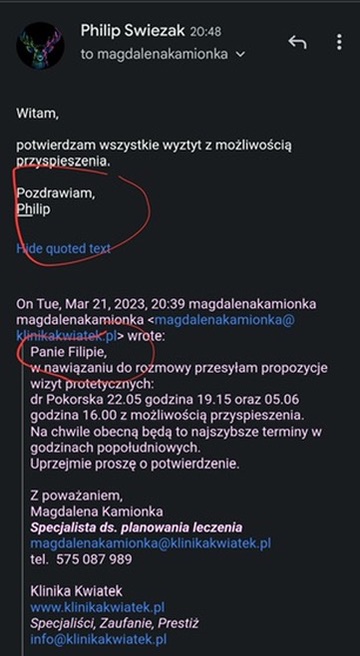 Philip Swiezak 20:48
to magdalenakamionka
Witam,
potwierdzam wszystkie wyztyt z możliwością
przyspieszenia.
Pozdrawiam,
Philip
Hide quoted text
On Tue, Mar 21, 2023, 20:39 magdalenakamionka
magdalenakamionka <magdalenakamionka@
klinikakwiatek.pl> wrote:
Panie Filipie,
w nawiązaniu do rozmowy przesyłam propozycje
wizyt protetycznych:
dr Pokorska 22.05 godzina 19.15 oraz 05.06
godzina 16.00 z możliwością przyspieszenia.
Na chwile obecną będą to najszybsze terminy w
godzinach popołudniowych.
Uprzejmie proszę o potwierdzenie.
Z poważaniem,
Magdalena Kamionka
Specjalista ds. planowania leczenia
magdalenakamionka@klinikakwiatek.pl
tel. 575 087 989
Klinika Kwiatek
www.klinikakwiatek.pl
Specjaliści, Zaufanie, Prestiż
info@klinikakwiatek.pl